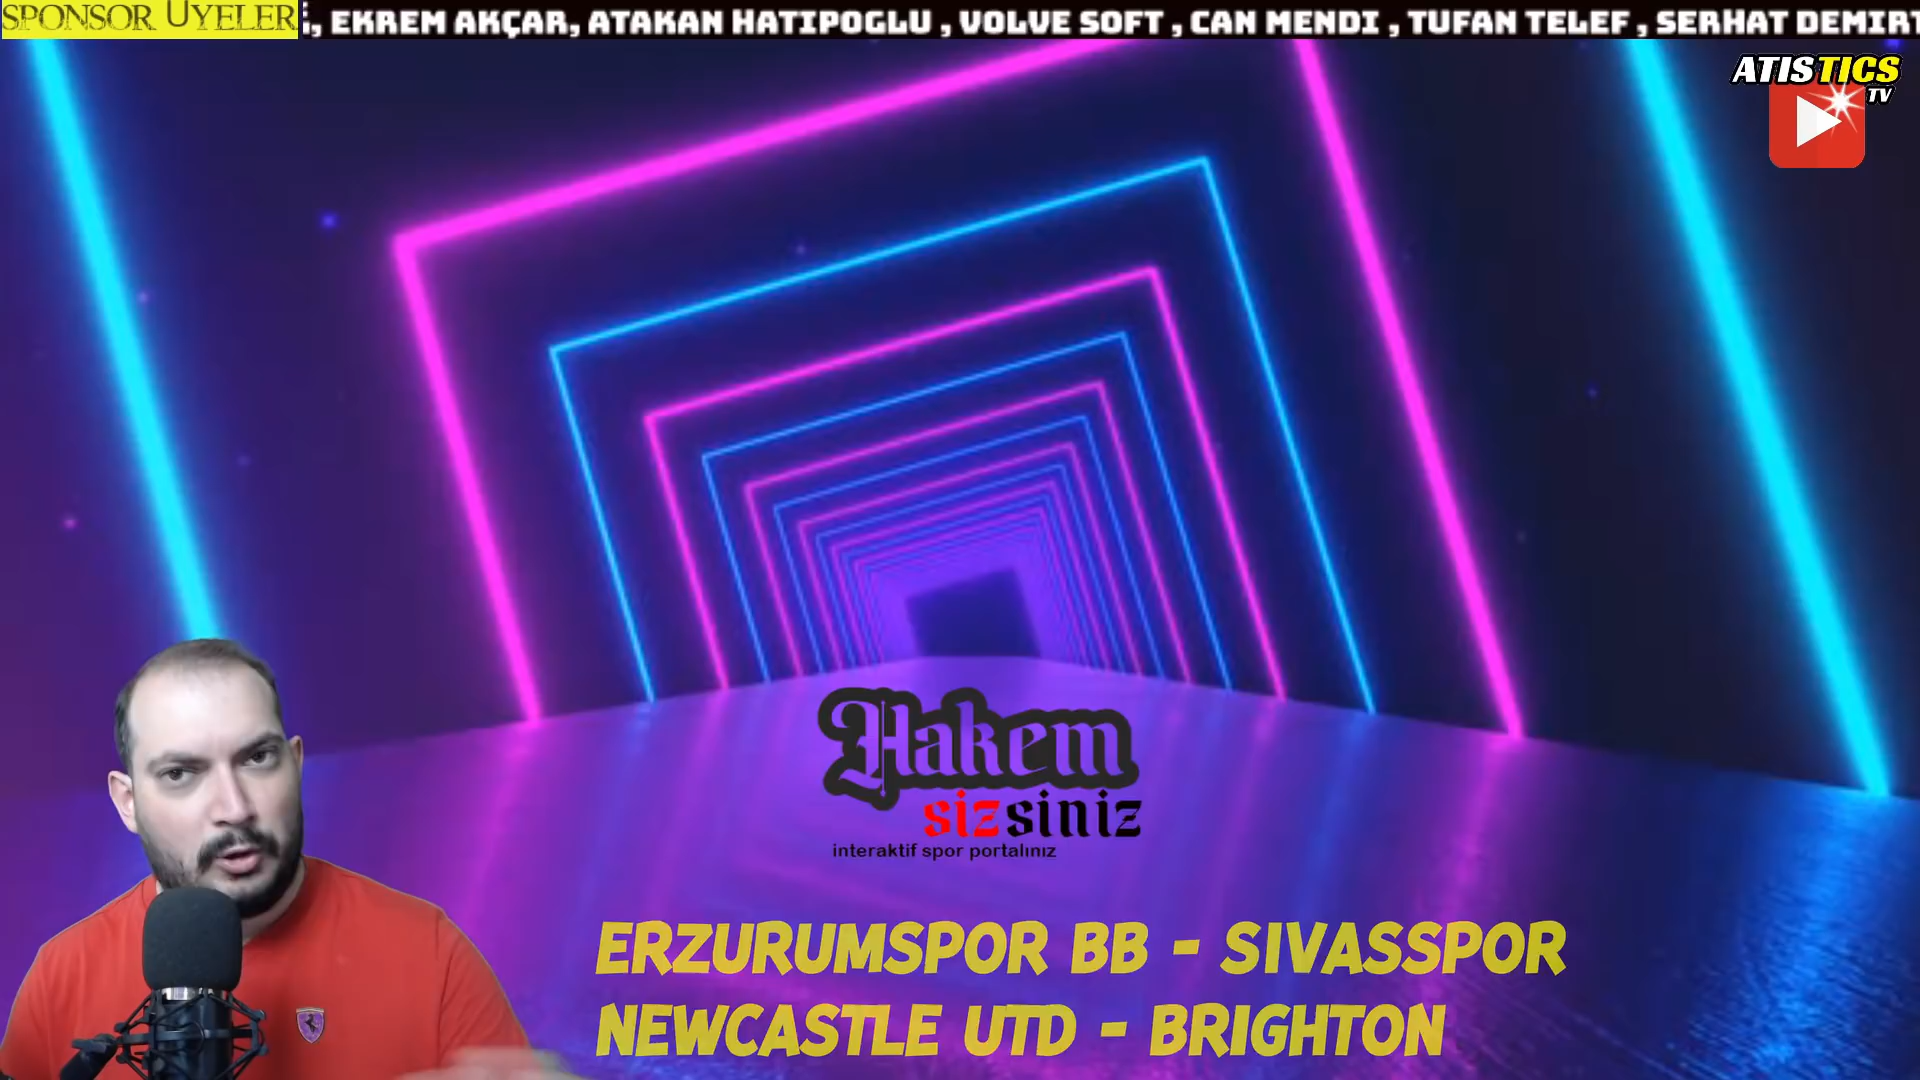 SPONSOR ÜYELER
, EKREM AKÇAR, ATAKAN HATIPOGLU , VOLVE SOFT , CAN MENDI , TUFAN TELEF , SERHAT DEMIRT
ATISTICS
TV
Hakem
sizsiniz
interaktif spor portalınız
ERZURUMSPOR BB - SIVASSPOR
NEWCASTLE UTD - BRIGHTON